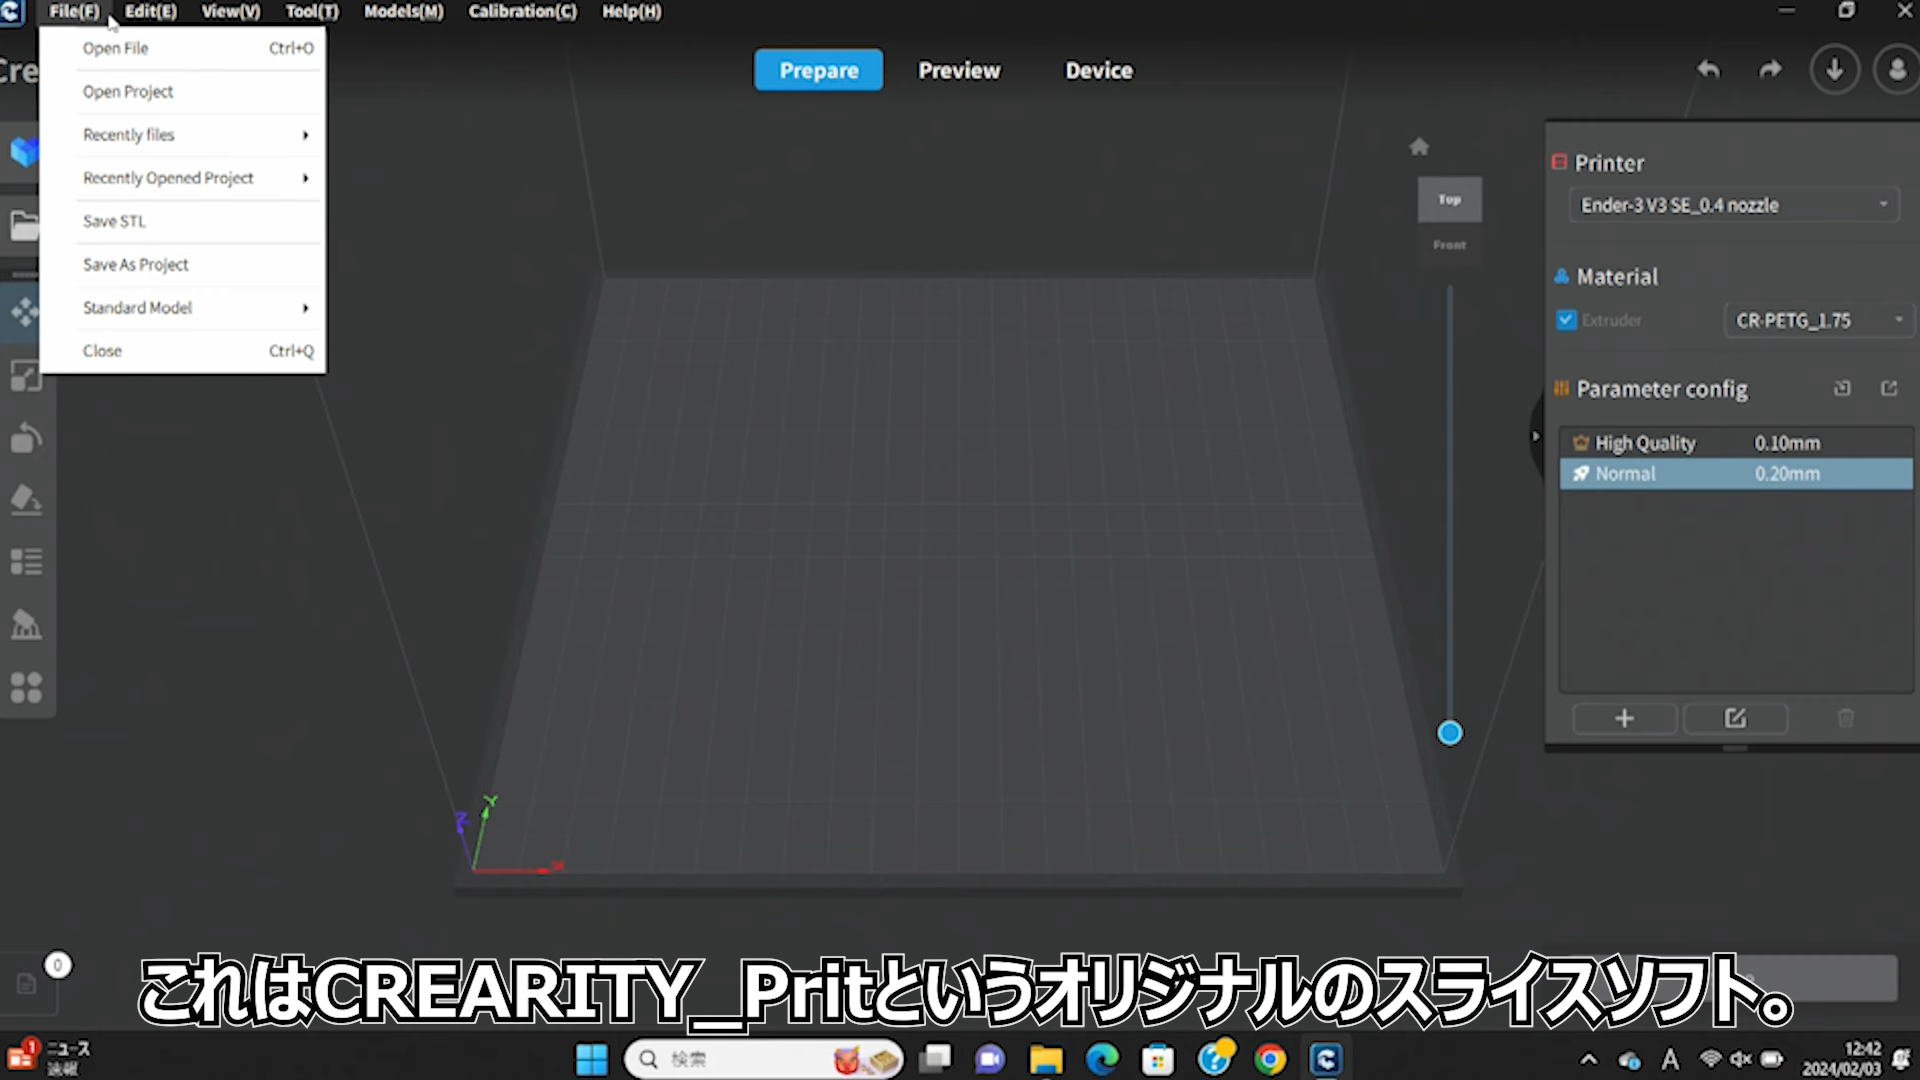 File(F) Edit(E) View(V) Tool(T) Models(M) Calibration(C) Help(H)
Open File Ctrl+O
Open Project
Recently files
Recently Opened Project
Save STL
Save As Project
Standard Model
Close Ctrl+Q
Cre
Prepare Preview Device
Top
Front
Printer
Ender-3 V3 SE_0.4 nozzle
Material
Extruder CR-PETG_1.75
Parameter config
High Quality 0.10mm
Normal 0.20mm
Z Y X
0
これはCREARITY_Pritというオリジナルのスライスソフト。
1 ニュース
速報
検索
A
12:42
2024/02/03